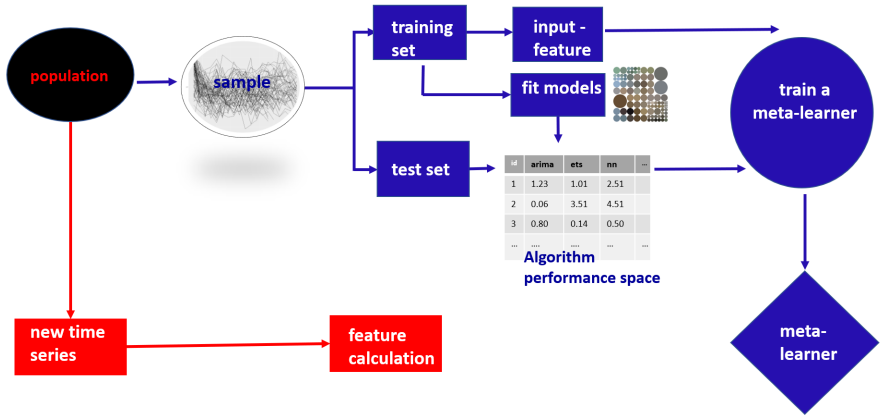 population
sample
training
set
input -
feature
fit models
train a
meta-learner
test set
id arima ets nn ...
1 1.23 1.01 2.51
2 0.06 3.51 4.51
3 0.80 0.14 0.50
... .... .... ... ...
Algorithm
performance space
new time
series
feature
calculation
meta-
learner